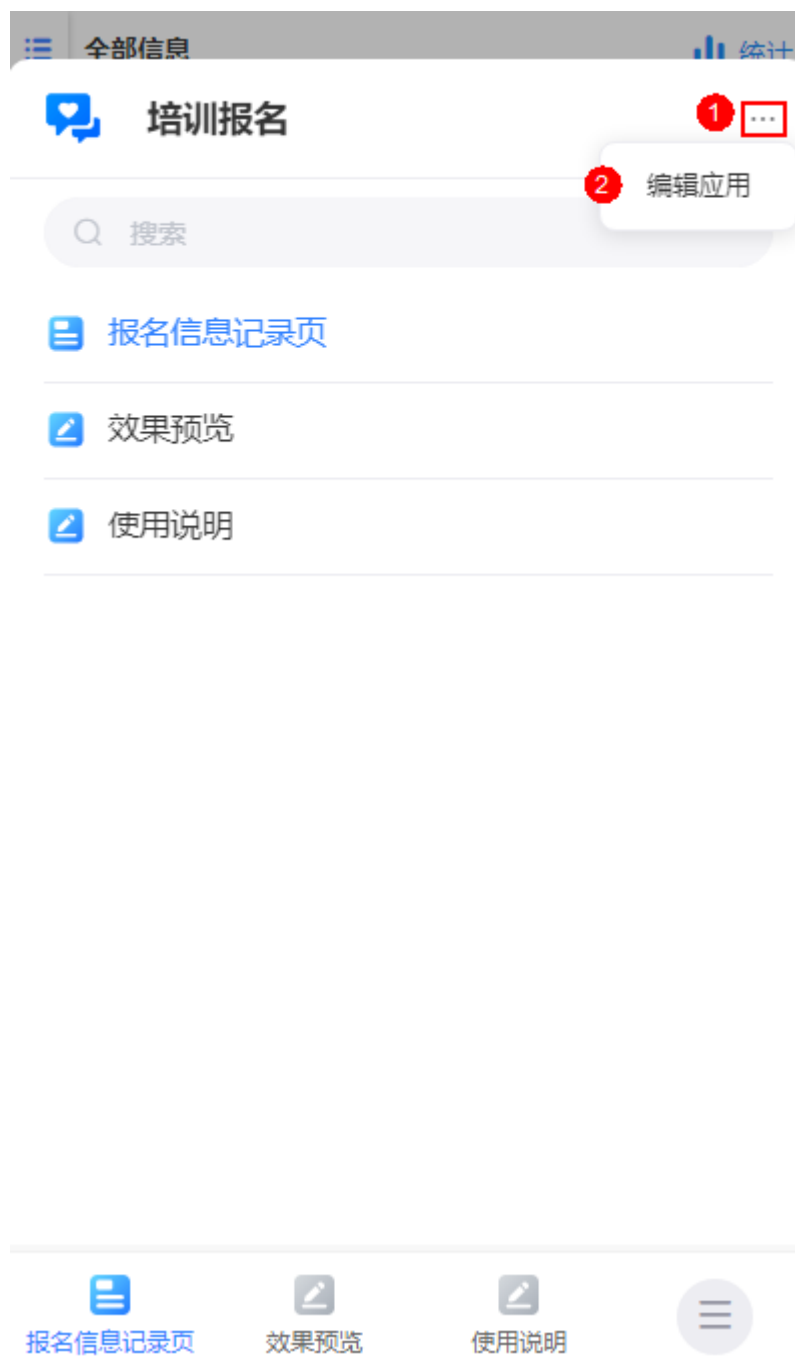 全部信息
统计
培训报名
1
2 编辑应用
搜索
报名信息记录页
效果预览
使用说明
报名信息记录页 效果预览 使用说明